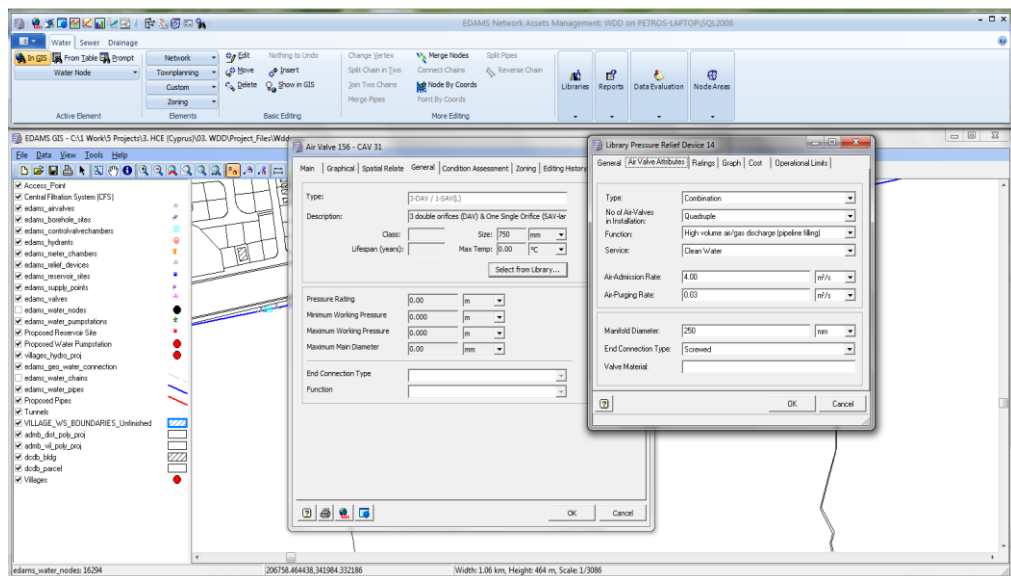 EDAMS Network Assets Management: WDD on PETROS-LAPTOP\SQL2008
Water Sewer Drainage
In GIS From Table Prompt
Water Node
Active Element
Network
Townplanning
Custom
Zoning
Elements
Edit Nothing to Undo
Move Insert
Delete Show in GIS
Basic Editing
Change Vertex Merge Nodes Split Pipes
Split Chain in Two Connect Chains Reverse Chain
Join Two Chains Node By Coords
Merge Pipes Point By Coords
More Editing
Libraries Reports Data Evaluation Node Areas
EDAMS GIS - C:\1 Work\5 Projects\3. HCE (Cyprus)\03. WDD\Project_Files\Wdd
File Data View Tools Help
Access_Point
Central Filtration System (CFS)
edams_airvalves
edams_borehole_sites
edams_controlvalvechambers
edams_hydrants
edams_meter_chambers
edams_relief_devices
edams_reservoir_sites
edams_supply_points
edams_valves
edams_water_nodes
edams_water_pumpstations
Proposed Reservoir Site
Proposed Water Pumpstation
villages_hydro_proj
edams_geo_water_connection
edams_water_chains
edams_water_pipes
Proposed Pipes
Tunnels
VILLAGE_WS_BOUNDARIES_Unfinished
admb_dist_poly_proj
admb_vil_poly_proj
dcdb_bldg
dcdb_parcel
Villages
Air Valve 156 - CAV 31
Main Graphical Spatial Relate General Condition Assessment Zoning Editing History
Type: 3-DAV / 1-SAV(L)
Description: 3 double orifices (DAV) & One Single Orifice (SAV-lar
Class: Size: 750 mm
Lifespan (years): Max Temp: 0.00 °C
Select from Library...
Pressure Rating 0.00 m
Minimum Working Pressure 0.000 m
Maximum Working Pressure 0.000 m
Maximum Main Diameter 0.00 mm
End Connection Type
Function
OK Cancel
Library Pressure Relief Device 14
General Air Valve Attributes Ratings Graph Cost Operational Limits
Type: Combination
No of Air-Valves in Installation: Quadruple
Function: High volume air/gas discharge (pipeline filling)
Service: Clean Water
Air-Admission Rate: 4.00 m³/s
Air-Purging Rate: 0.03 m³/s
Manifold Diameter: 250 mm
End Connection Type: Screwed
Valve Material:
OK Cancel
edams_water_nodes: 16294 206758.464438,341984.332186 Width: 1.06 km, Height: 464 m, Scale: 1/3086